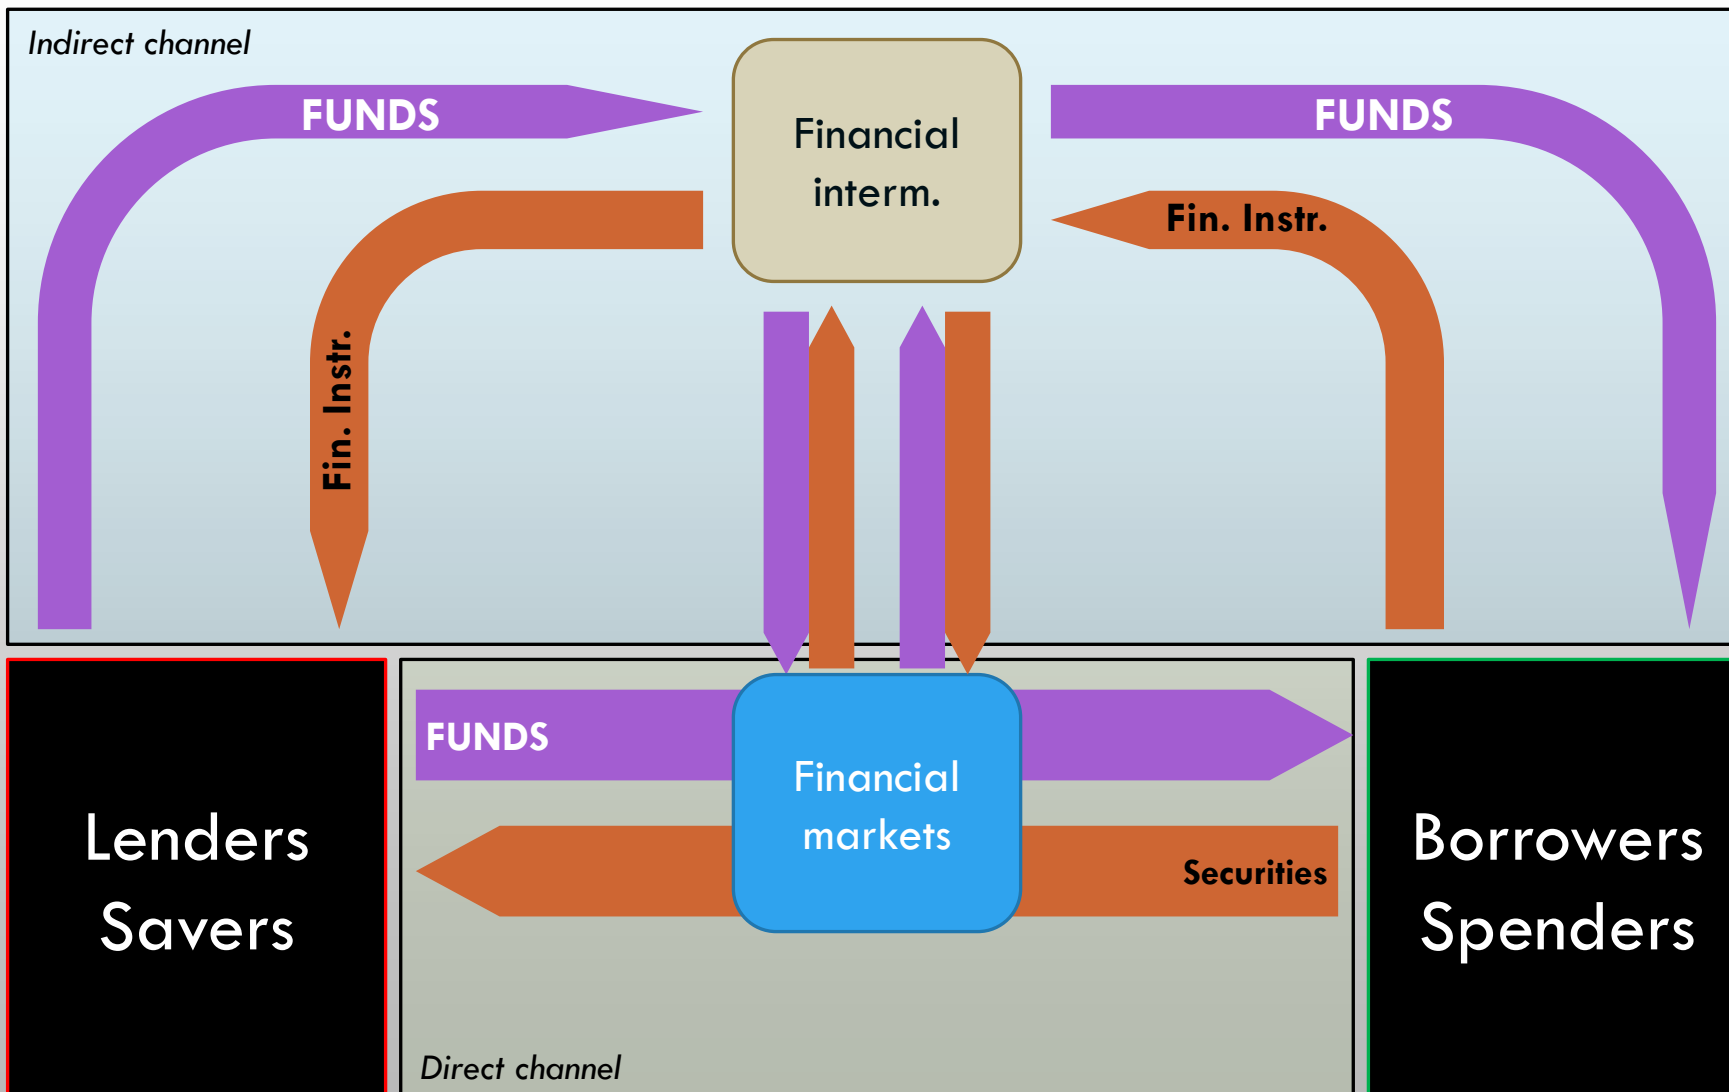 Indirect channel
FUNDS
Financial
interm.
FUNDS
Fin. Instr.
Fin. Instr.
Lenders
Savers
FUNDS
Financial
markets
Securities
Direct channel
Borrowers
Spenders